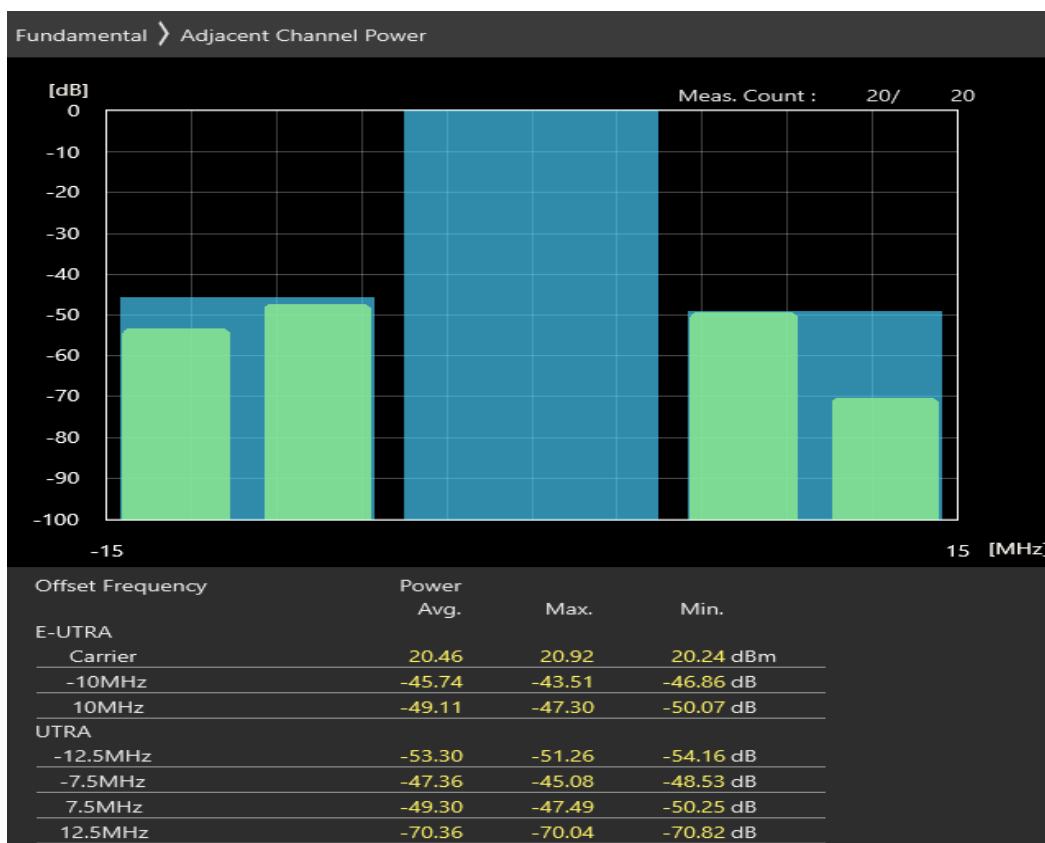 Fundamental 〉 Adjacent Channel Power
[dB]
Meas. Count : 20/ 20
0
-10
-20
-30
-40
-50
-60
-70
-80
-90
-100
-15 15 [MHz]
Offset Frequency Power
Avg. Max. Min.
E-UTRA
Carrier 20.46 20.92 20.24 dBm
-10MHz -45.74 -43.51 -46.86 dB
10MHz -49.11 -47.30 -50.07 dB
UTRA
-12.5MHz -53.30 -51.26 -54.16 dB
-7.5MHz -47.36 -45.08 -48.53 dB
7.5MHz -49.30 -47.49 -50.25 dB
12.5MHz -70.36 -70.04 -70.82 dB